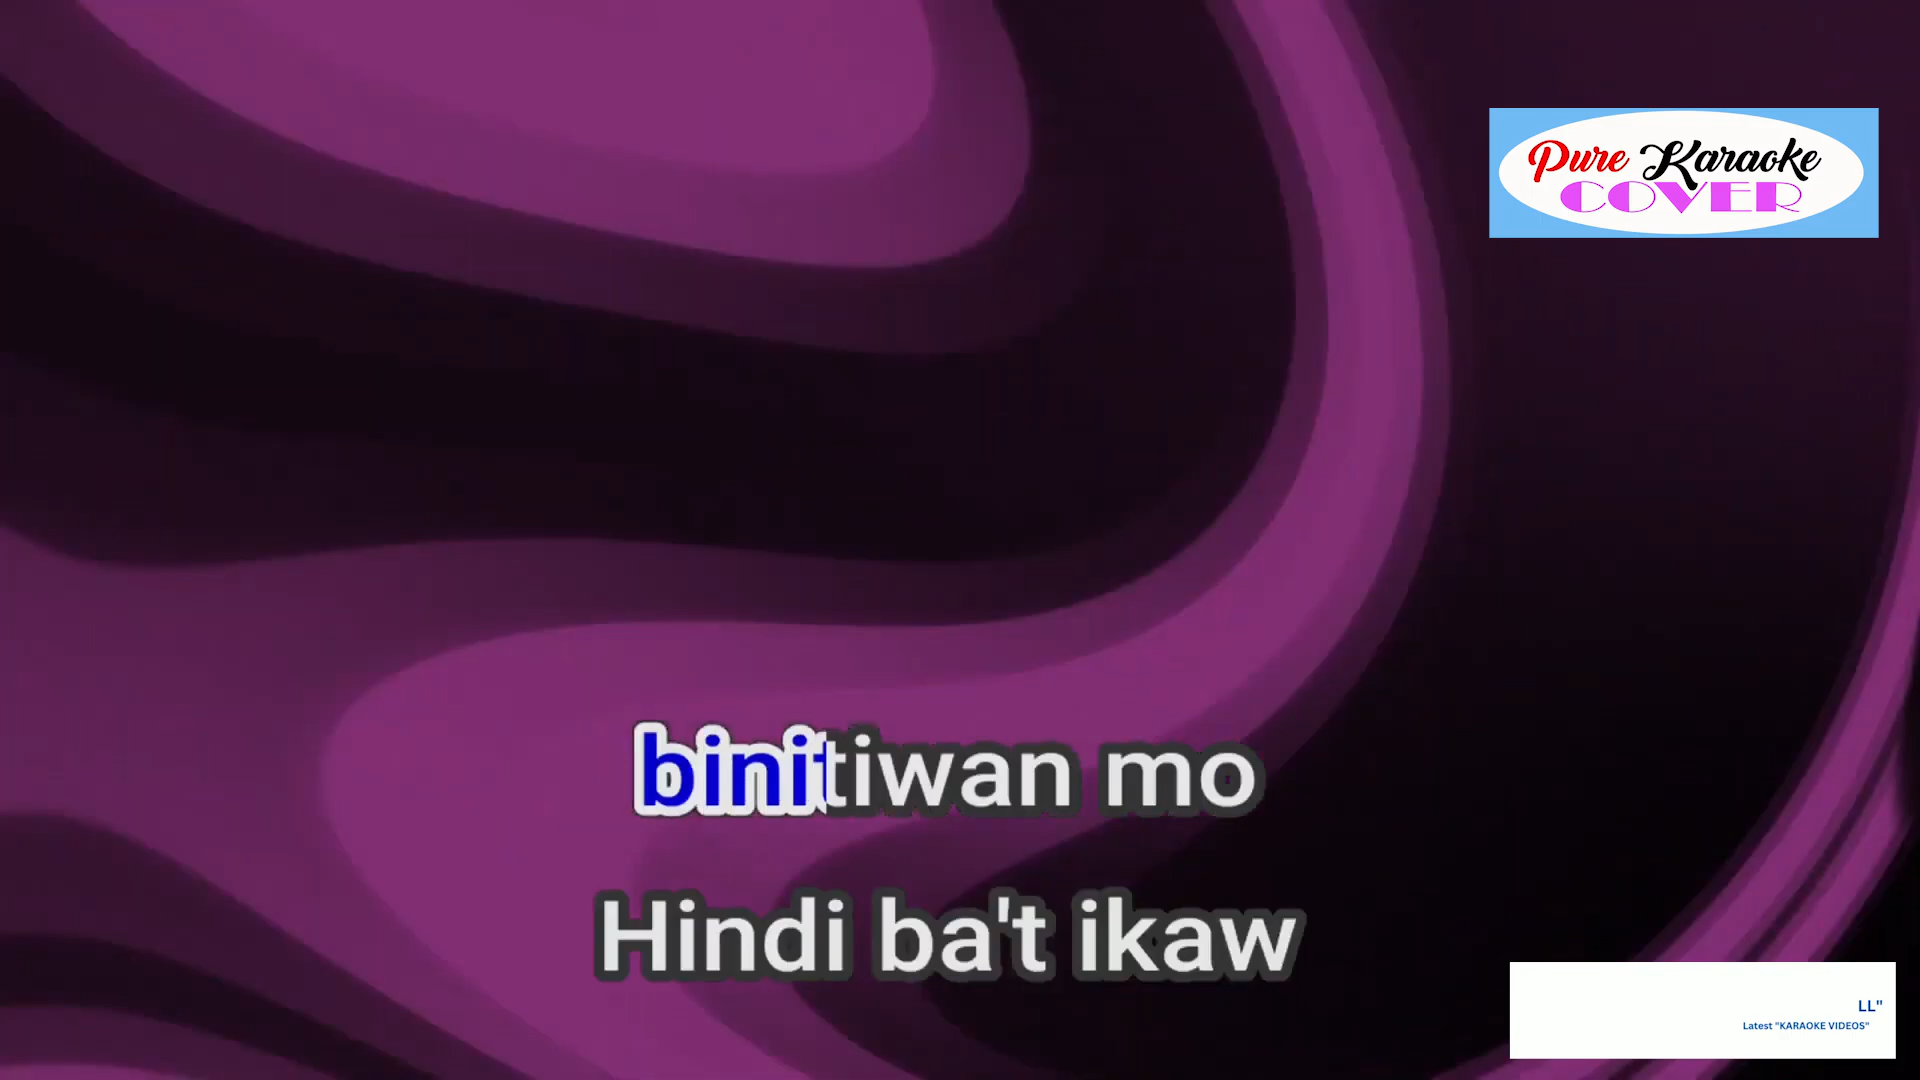 Pure Karaoke
COVER
binitiwan mo
Hindi ba't ikaw
LL"
Latest "KARAOKE VIDEOS"